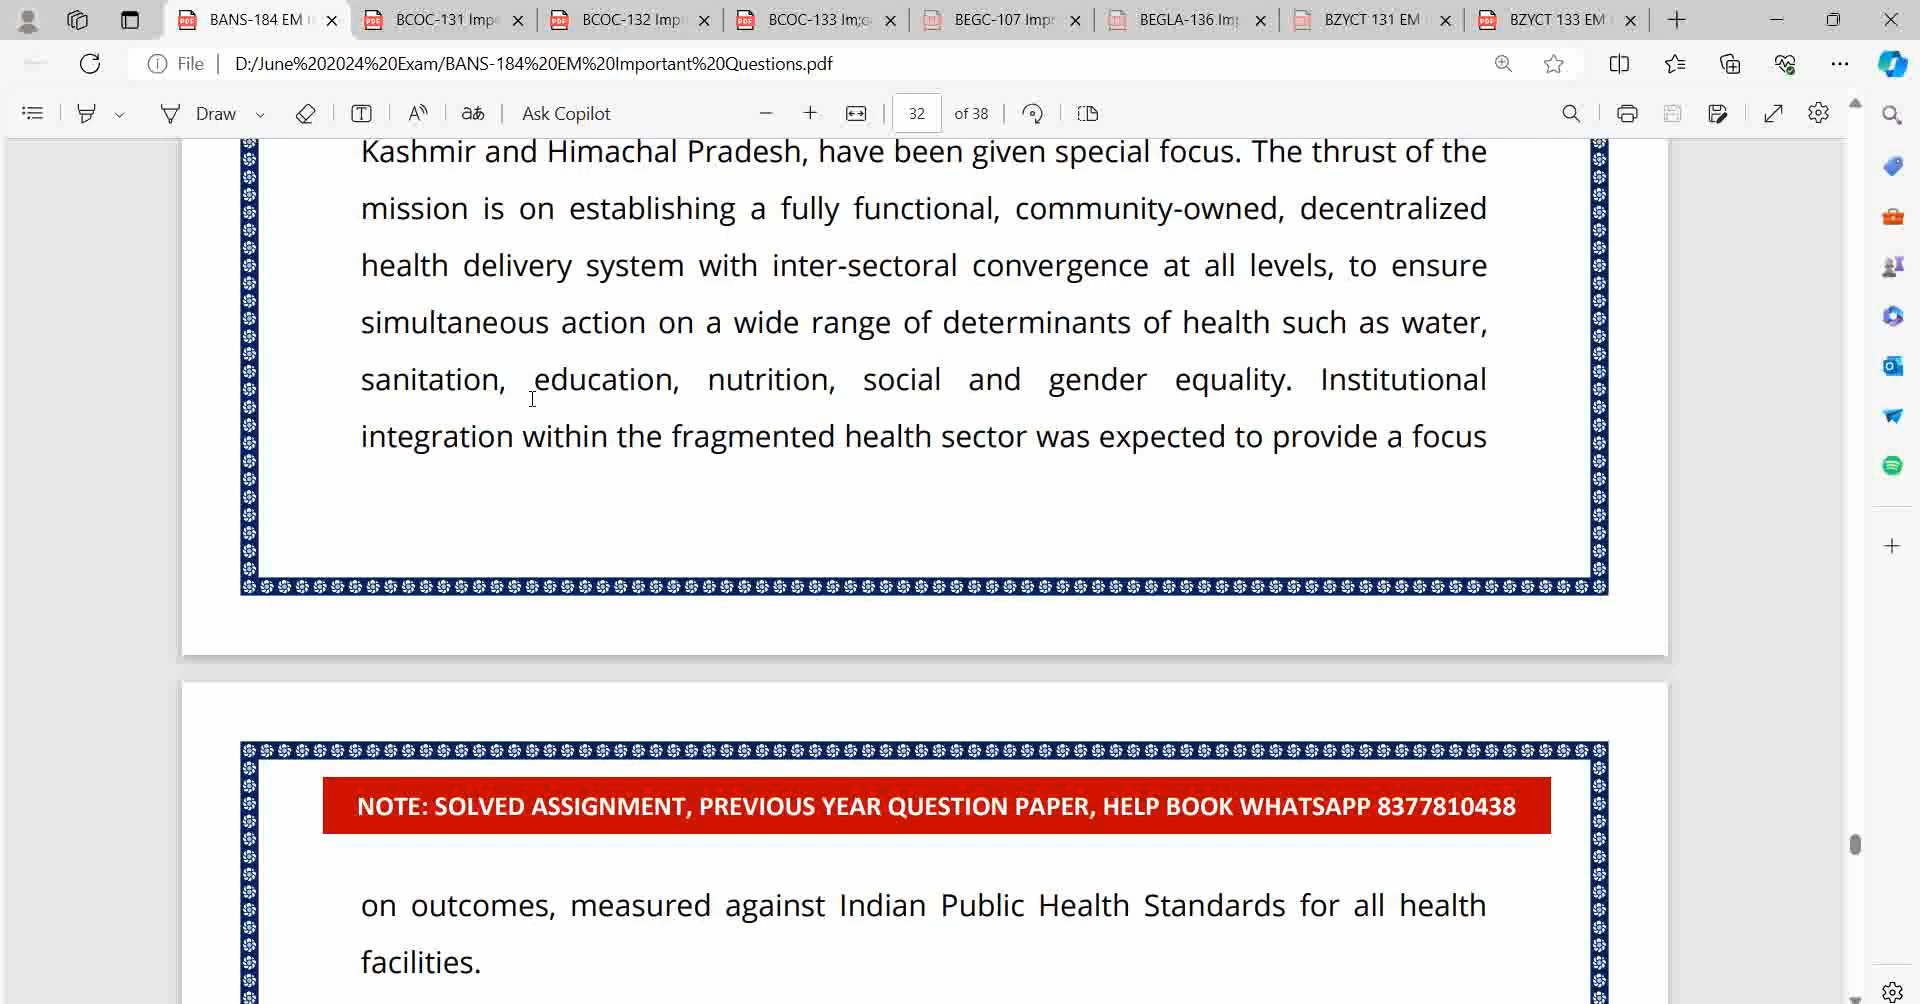 BANS-184 EM
BCOC-131 Imp
BCOC-132 Imp
BCOC-133 Im;c
BEGC-107 Imp
BEGLA-136 Im
BZYCT 131 EM
BZYCT 133 EM
File
D:/June%202024%20Exam/BANS-184%20EM%20Important%20Questions.pdf
Draw
Ask Copilot
32
of 38
Kashmir and Himachal Pradesh, have been given special focus. The thrust of the
mission is on establishing a fully functional, community-owned, decentralized
health delivery system with inter-sectoral convergence at all levels, to ensure
simultaneous action on a wide range of determinants of health such as water,
sanitation, education, nutrition, social and gender equality. Institutional
integration within the fragmented health sector was expected to provide a focus
NOTE: SOLVED ASSIGNMENT, PREVIOUS YEAR QUESTION PAPER, HELP BOOK WHATSAPP 8377810438
on outcomes, measured against Indian Public Health Standards for all health
facilities.